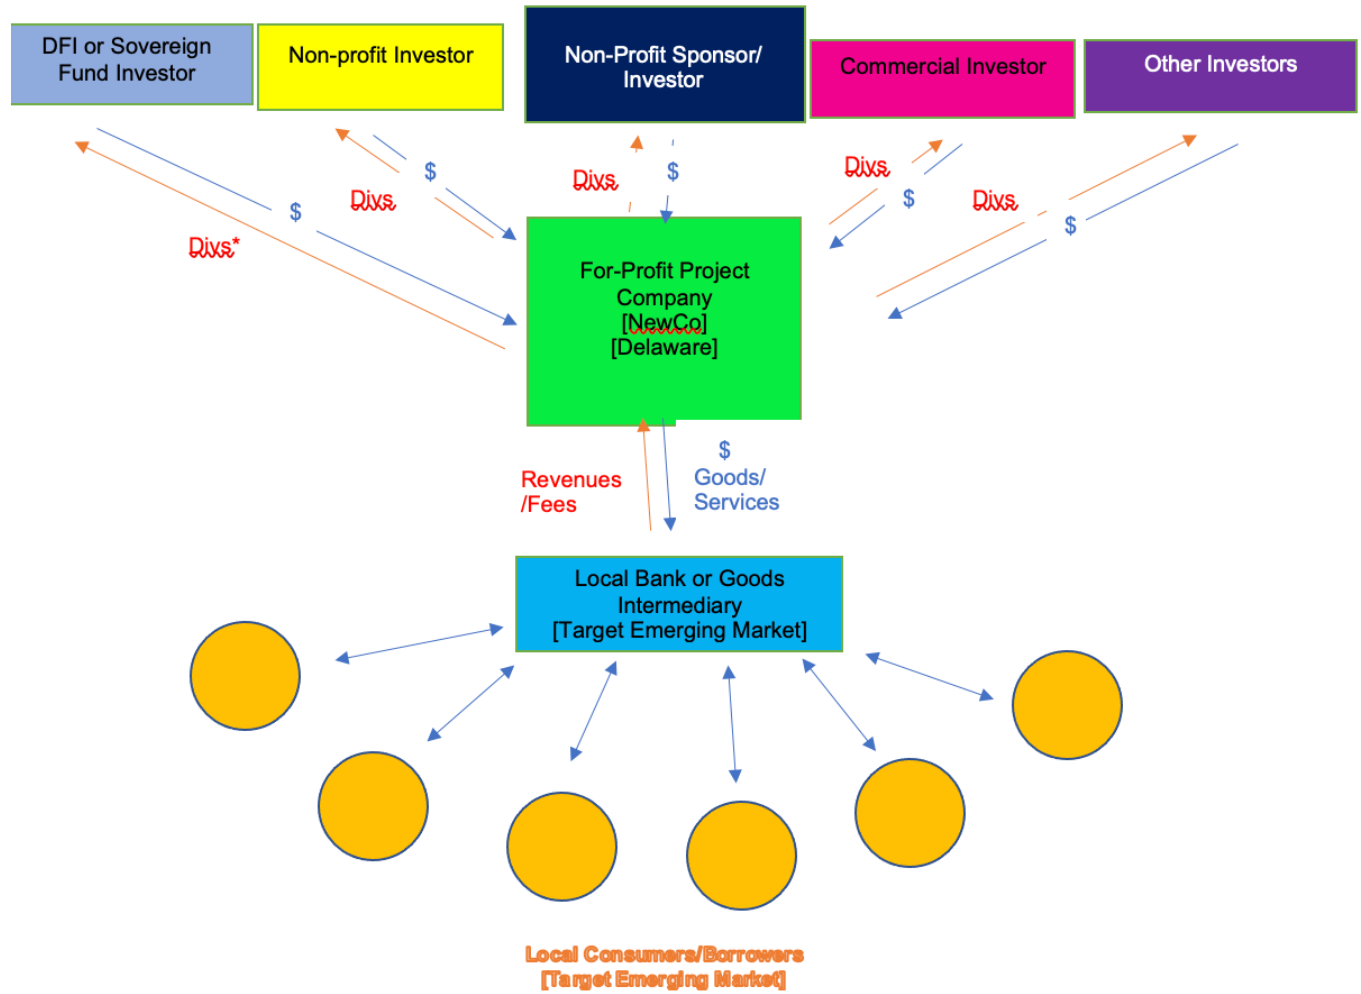 DFI or Sovereign
Fund Investor
Non-profit Investor
Non-Profit Sponsor/
Investor
Commercial Investor
Other Investors
$
Divs*
$
Divs
Divs
$
Divs
$
Divs
$
For-Profit Project
Company
[NewCo]
[Delaware]
Revenues
/Fees
$
Goods/
Services
Local Bank or Goods
Intermediary
[Target Emerging Market]
Local Consumers/Borrowers
[Target Emerging Market]